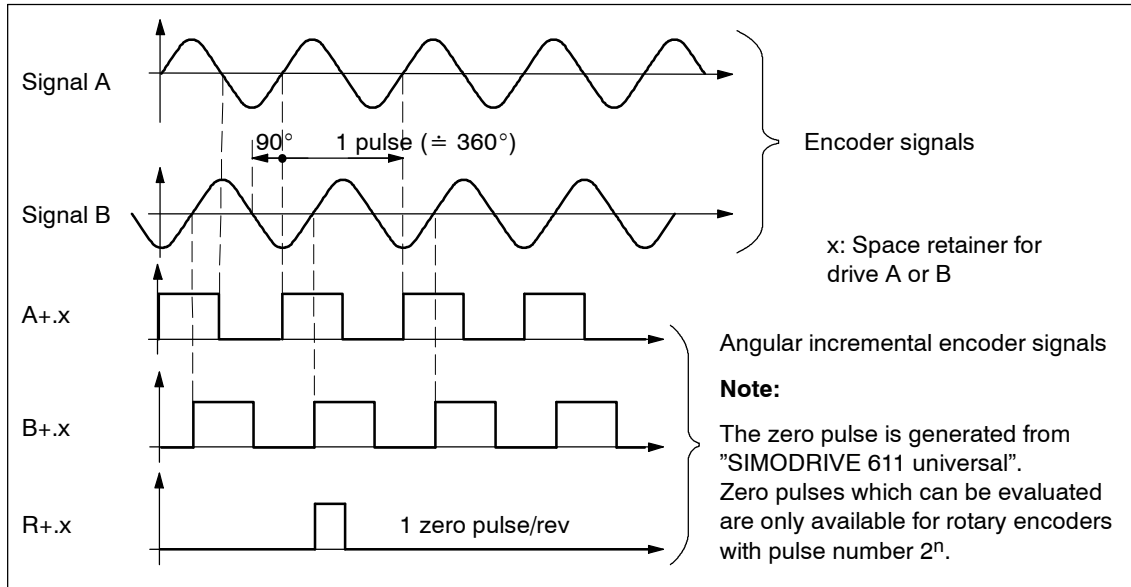 Signal A
90° 1 pulse (≐ 360°)
Encoder signals
Signal B
x: Space retainer for
drive A or B
A+.x
Angular incremental encoder signals
Note:
B+.x
The zero pulse is generated from
”SIMODRIVE 611 universal”.
Zero pulses which can be evaluated
are only available for rotary encoders
with pulse number 2ⁿ.
R+.x
1 zero pulse/rev